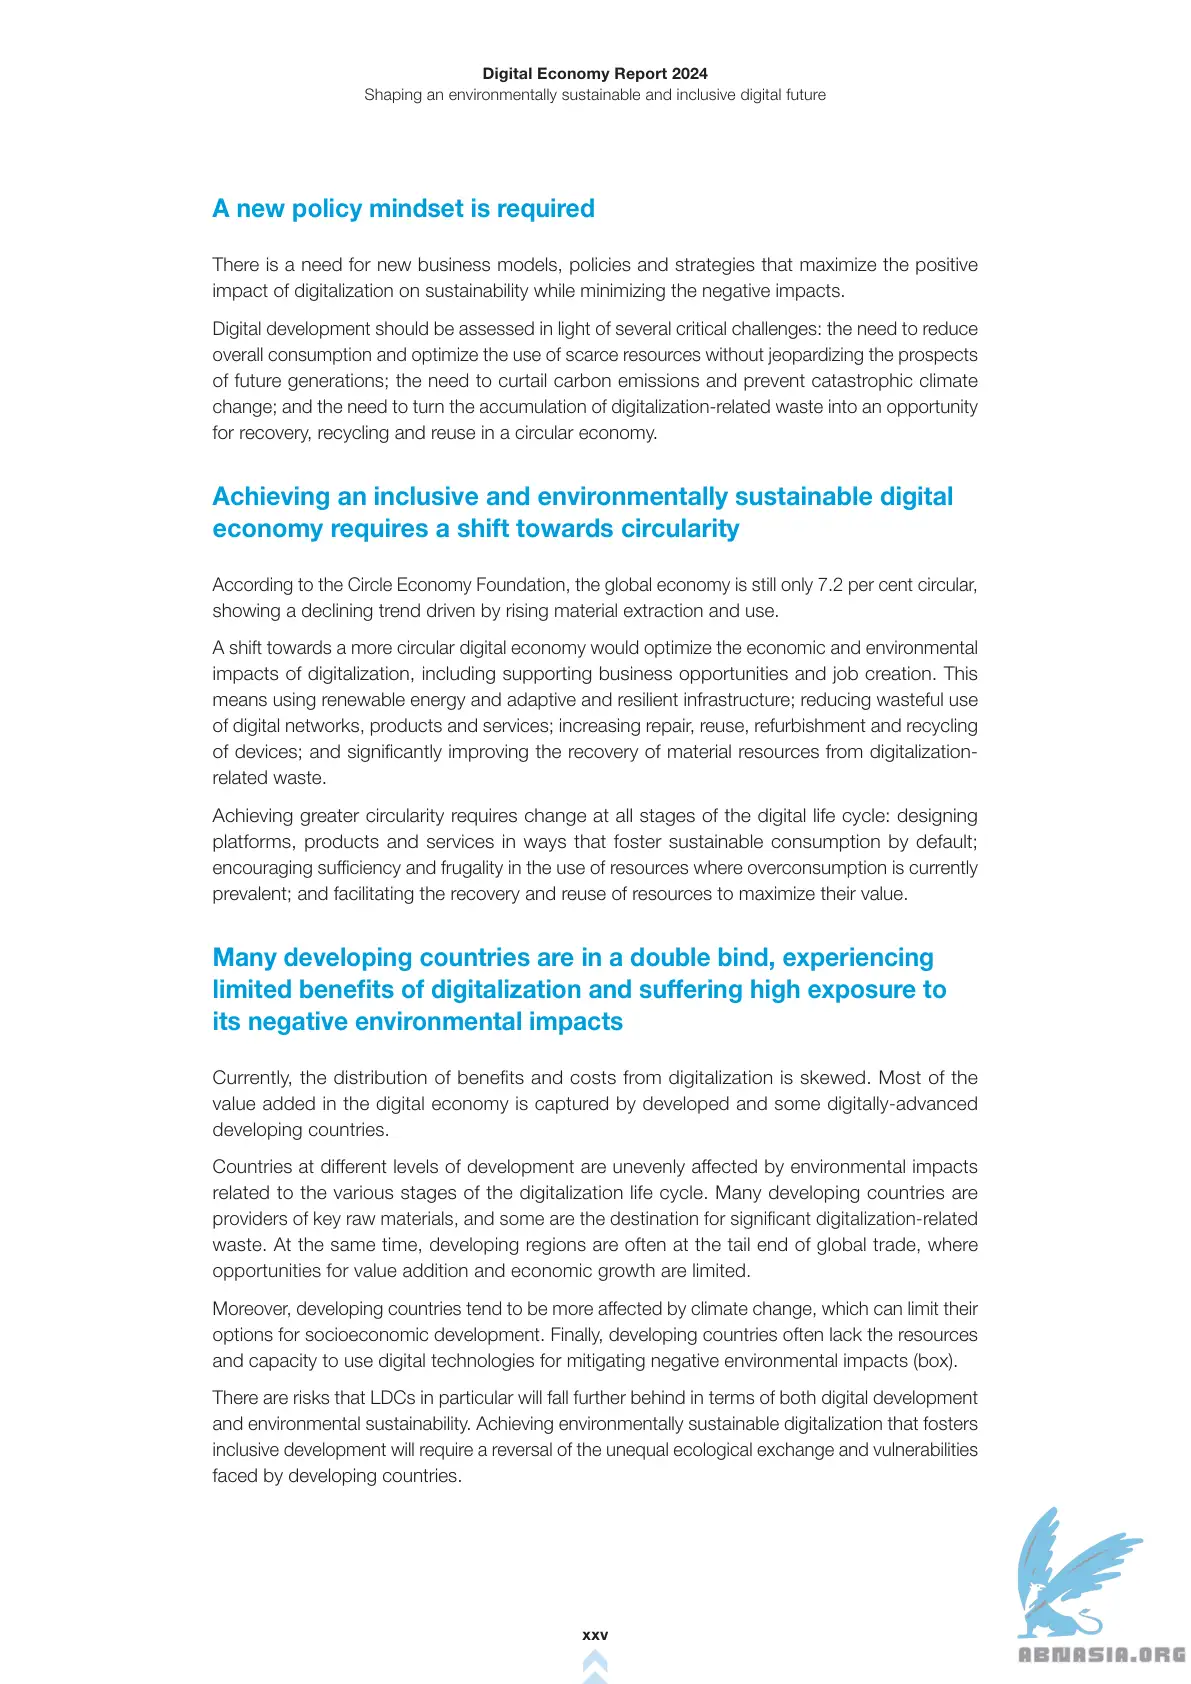 Digital Economy Report 2024
Shaping an environmentally sustainable and inclusive digital future
A new policy mindset is required
There is a need for new business models, policies and strategies that maximize the positive
impact of digitalization on sustainability while minimizing the negative impacts.
Digital development should be assessed in light of several critical challenges: the need to reduce
overall consumption and optimize the use of scarce resources without jeopardizing the prospects
of future generations; the need to curtail carbon emissions and prevent catastrophic climate
change; and the need to turn the accumulation of digitalization-related waste into an opportunity
for recovery, recycling and reuse in a circular economy.
Achieving an inclusive and environmentally sustainable digital
economy requires a shift towards circularity
According to the Circle Economy Foundation, the global economy is still only 7.2 per cent circular,
showing a declining trend driven by rising material extraction and use.
A shift towards a more circular digital economy would optimize the economic and environmental
impacts of digitalization, including supporting business opportunities and job creation. This
means using renewable energy and adaptive and resilient infrastructure; reducing wasteful use
of digital networks, products and services; increasing repair, reuse, refurbishment and recycling
of devices; and significantly improving the recovery of material resources from digitalization-
related waste.
Achieving greater circularity requires change at all stages of the digital life cycle: designing
platforms, products and services in ways that foster sustainable consumption by default;
encouraging sufficiency and frugality in the use of resources where overconsumption is currently
prevalent; and facilitating the recovery and reuse of resources to maximize their value.
Many developing countries are in a double bind, experiencing
limited benefits of digitalization and suffering high exposure to
its negative environmental impacts
Currently, the distribution of benefits and costs from digitalization is skewed. Most of the
value added in the digital economy is captured by developed and some digitally-advanced
developing countries.
Countries at different levels of development are unevenly affected by environmental impacts
related to the various stages of the digitalization life cycle. Many developing countries are
providers of key raw materials, and some are the destination for significant digitalization-related
waste. At the same time, developing regions are often at the tail end of global trade, where
opportunities for value addition and economic growth are limited.
Moreover, developing countries tend to be more affected by climate change, which can limit their
options for socioeconomic development. Finally, developing countries often lack the resources
and capacity to use digital technologies for mitigating negative environmental impacts (box).
There are risks that LDCs in particular will fall further behind in terms of both digital development
and environmental sustainability. Achieving environmentally sustainable digitalization that fosters
inclusive development will require a reversal of the unequal ecological exchange and vulnerabilities
faced by developing countries.
xxv
ABNASIA.ORG